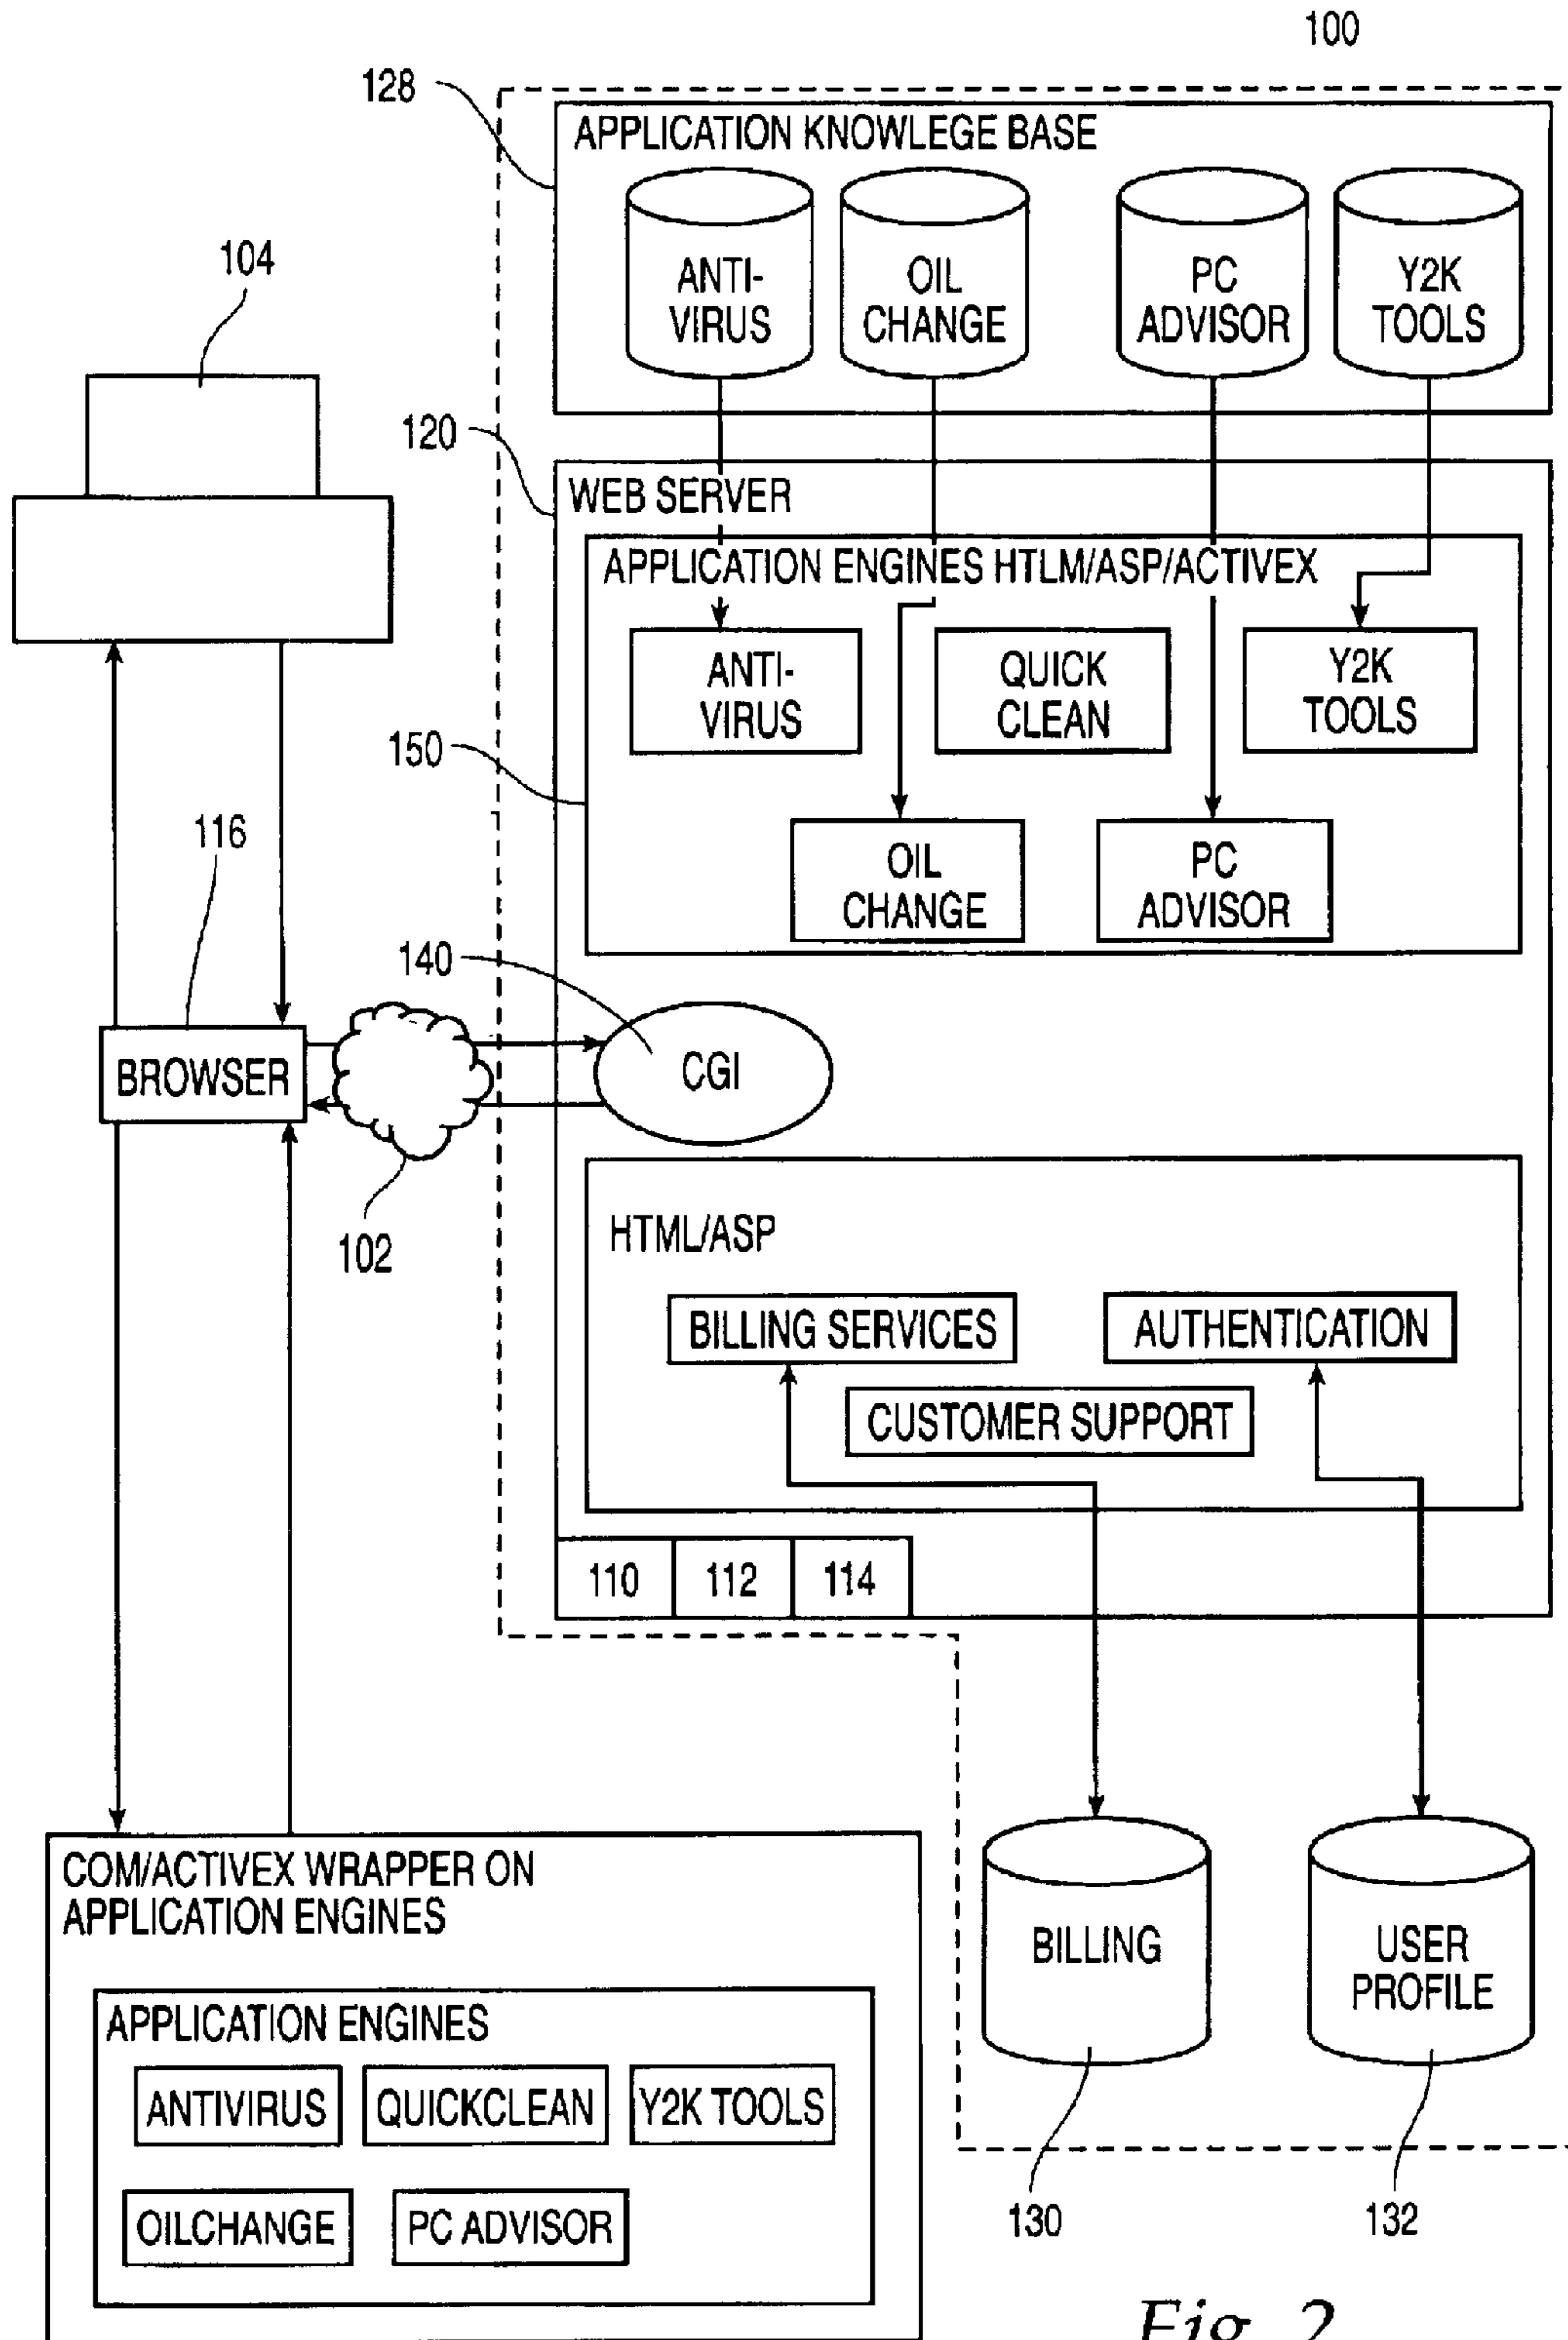 100
128
APPLICATION KNOWLEGE BASE
ANTI-
VIRUS
OIL
CHANGE
PC
ADVISOR
Y2K
TOOLS
104
120
WEB SERVER
APPLICATION ENGINES HTLM/ASP/ACTIVEX
ANTI-
VIRUS
QUICK
CLEAN
Y2K
TOOLS
150
OIL
CHANGE
PC
ADVISOR
116
140
BROWSER
CGI
102
HTML/ASP
BILLING SERVICES
AUTHENTICATION
CUSTOMER SUPPORT
110
112
114
COM/ACTIVEX WRAPPER ON
APPLICATION ENGINES
BILLING
USER
PROFILE
APPLICATION ENGINES
ANTIVIRUS
QUICKCLEAN
Y2K TOOLS
OILCHANGE
PC ADVISOR
130
132
Fig. 2